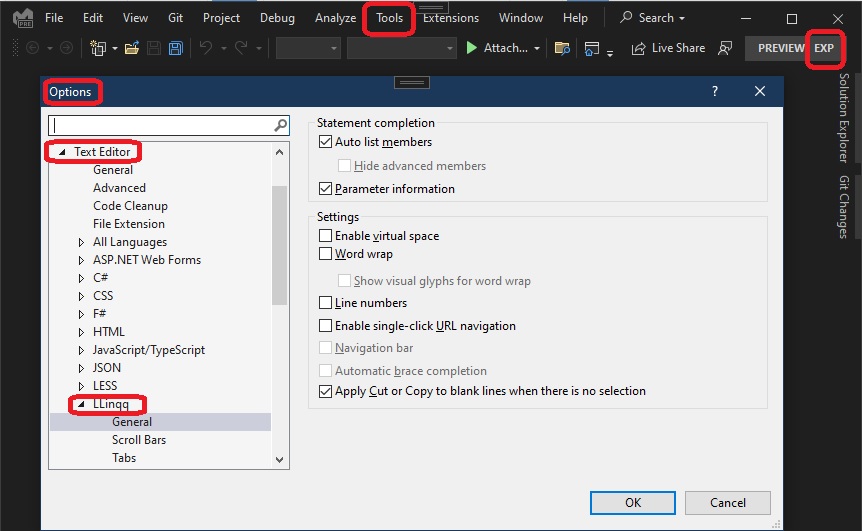 File Edit View Git Project Debug Analyze Tools Extensions Window Help Search
PRE
Attach... Live Share PREVIEW EXP
Options ?
Text Editor
General
Advanced
Code Cleanup
File Extension
All Languages
ASP.NET Web Forms
C#
CSS
F#
HTML
JavaScript/TypeScript
JSON
LESS
LLinqq
General
Scroll Bars
Tabs
Statement completion
Auto list members
Hide advanced members
Parameter information
Settings
Enable virtual space
Word wrap
Show visual glyphs for word wrap
Line numbers
Enable single-click URL navigation
Navigation bar
Automatic brace completion
Apply Cut or Copy to blank lines when there is no selection
OK Cancel
Solution Explorer
Git Changes